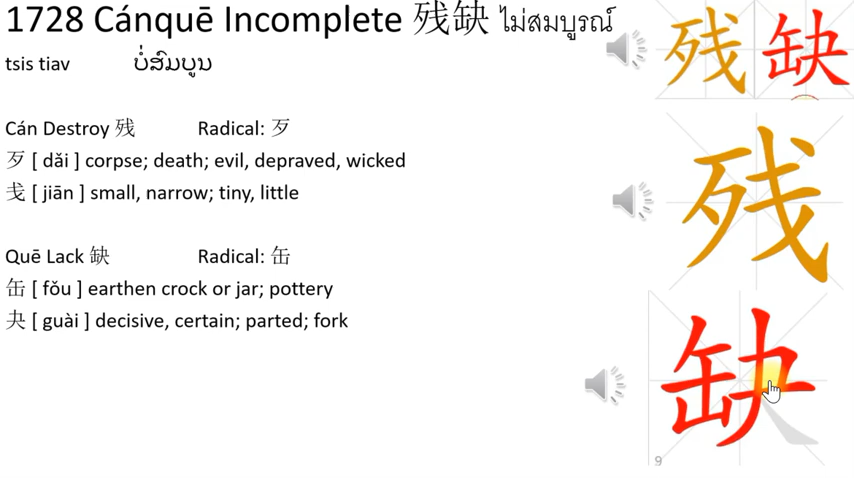 1728 Cánquē Incomplete 残缺 ไม่สมบูรณ์
tsis tiav ບໍ່ສົມບູນ
Cán Destroy 残 Radical: 歹
歹 [ dǎi ] corpse; death; evil, depraved, wicked
戋 [ jiān ] small, narrow; tiny, little
Quē Lack 缺 Radical: 缶
缶 [ fǒu ] earthen crock or jar; pottery
夬 [ guài ] decisive, certain; parted; fork
残缺
残
缺
9